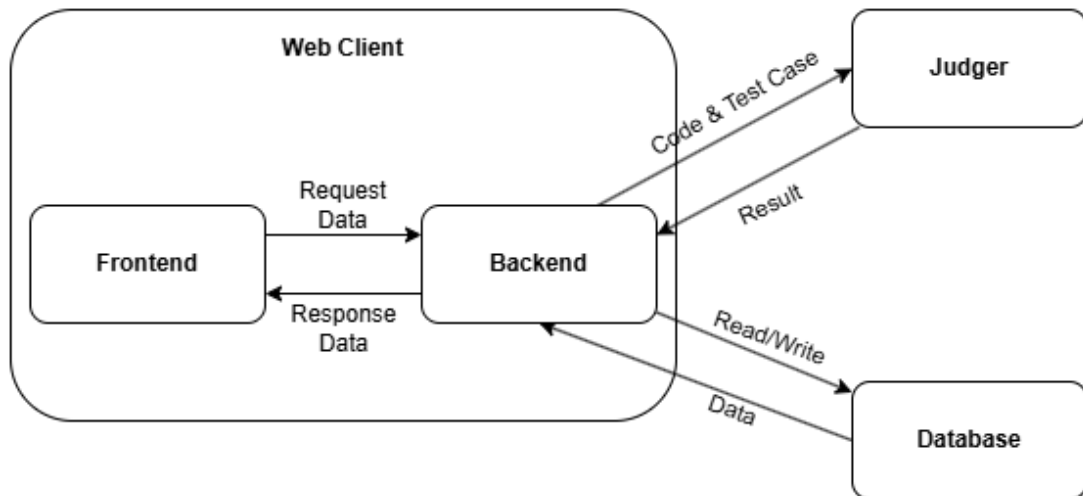 Web Client
Judger
Code & Test Case
Result
Request
Data
Frontend
Backend
Response
Data
Read/Write
Data
Database